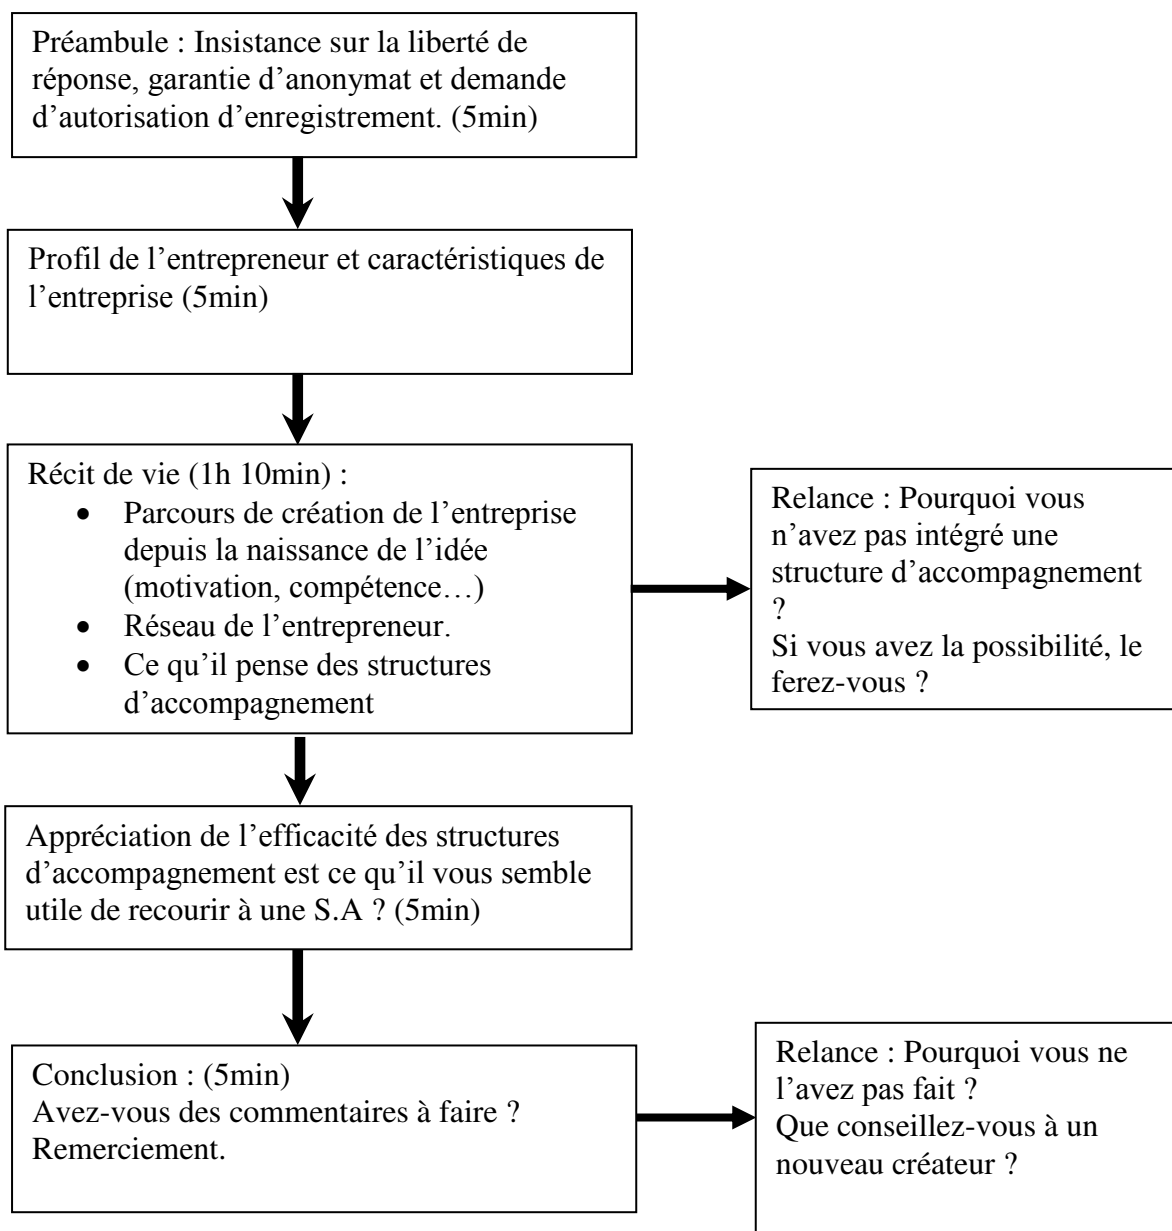 Préambule : Insistance sur la liberté de
réponse, garantie d’anonymat et demande
d’autorisation d’enregistrement. (5min)
Profil de l’entrepreneur et caractéristiques de
l’entreprise (5min)
Récit de vie (1h 10min) :
• Parcours de création de l’entreprise
depuis la naissance de l’idée
(motivation, compétence…)
• Réseau de l’entrepreneur.
• Ce qu’il pense des structures
d’accompagnement
Relance : Pourquoi vous
n’avez pas intégré une
structure d’accompagnement
?
Si vous avez la possibilité, le
ferez-vous ?
Appréciation de l’efficacité des structures
d’accompagnement est ce qu’il vous semble
utile de recourir à une S.A ? (5min)
Conclusion : (5min)
Avez-vous des commentaires à faire ?
Remerciement.
Relance : Pourquoi vous ne
l’avez pas fait ?
Que conseillez-vous à un
nouveau créateur ?